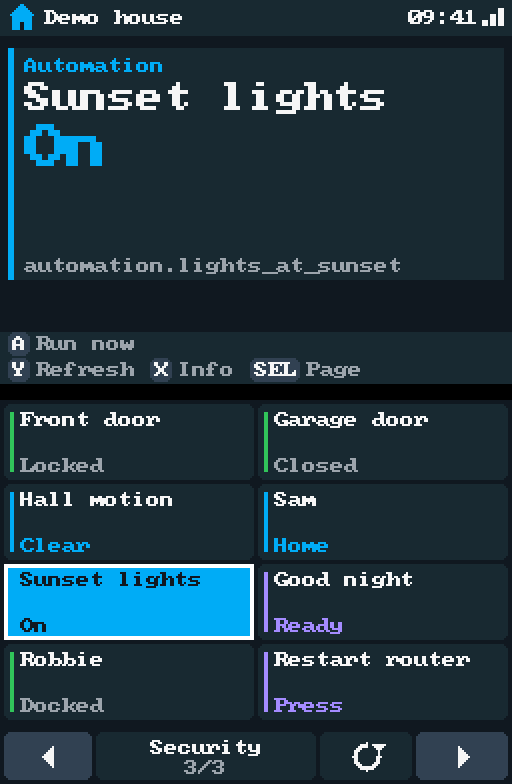 Demo house 09:41
Automation
Sunset lights
On
automation.lights_at_sunset
A Run now
Y Refresh X Info SEL Page
Front door
Locked
Garage door
Closed
Hall motion
Clear
Sam
Home
Sunset lights
On
Good night
Ready
Robbie
Docked
Restart router
Press
Security
3/3